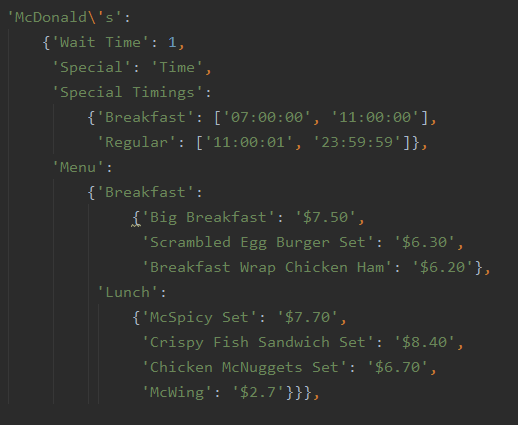 'McDonald\'s':
{'Wait Time': 1,
'Special': 'Time',
'Special Timings':
{'Breakfast': ['07:00:00', '11:00:00'],
'Regular': ['11:00:01', '23:59:59']},
'Menu':
{'Breakfast':
{'Big Breakfast': '$7.50',
'Scrambled Egg Burger Set': '$6.30',
'Breakfast Wrap Chicken Ham': '$6.20'},
'Lunch':
{'McSpicy Set': '$7.70',
'Crispy Fish Sandwich Set': '$8.40',
'Chicken McNuggets Set': '$6.70',
'McWing': '$2.7'}}},